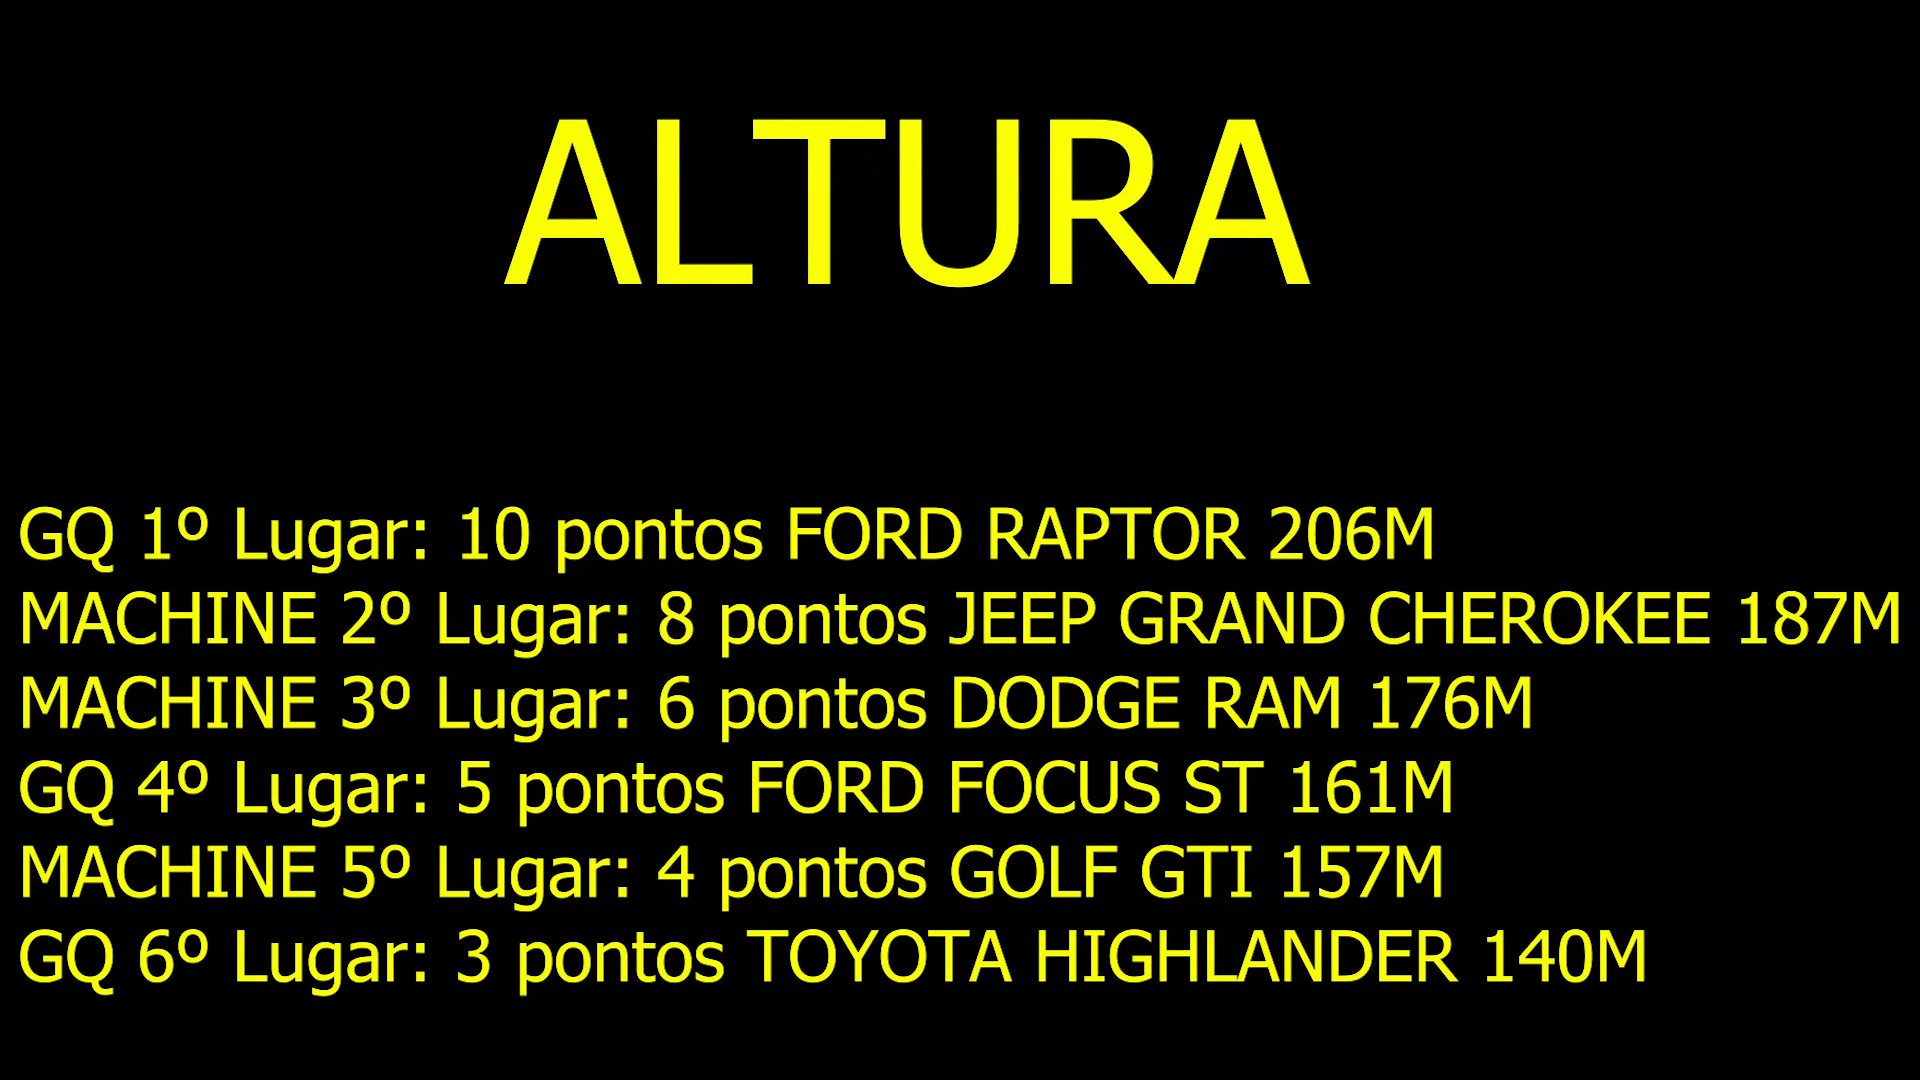 ALTURA
GQ 1º Lugar: 10 pontos FORD RAPTOR 206M
MACHINE 2º Lugar: 8 pontos JEEP GRAND CHEROKEE 187M
MACHINE 3º Lugar: 6 pontos DODGE RAM 176M
GQ 4º Lugar: 5 pontos FORD FOCUS ST 161M
MACHINE 5º Lugar: 4 pontos GOLF GTI 157M
GQ 6º Lugar: 3 pontos TOYOTA HIGHLANDER 140M